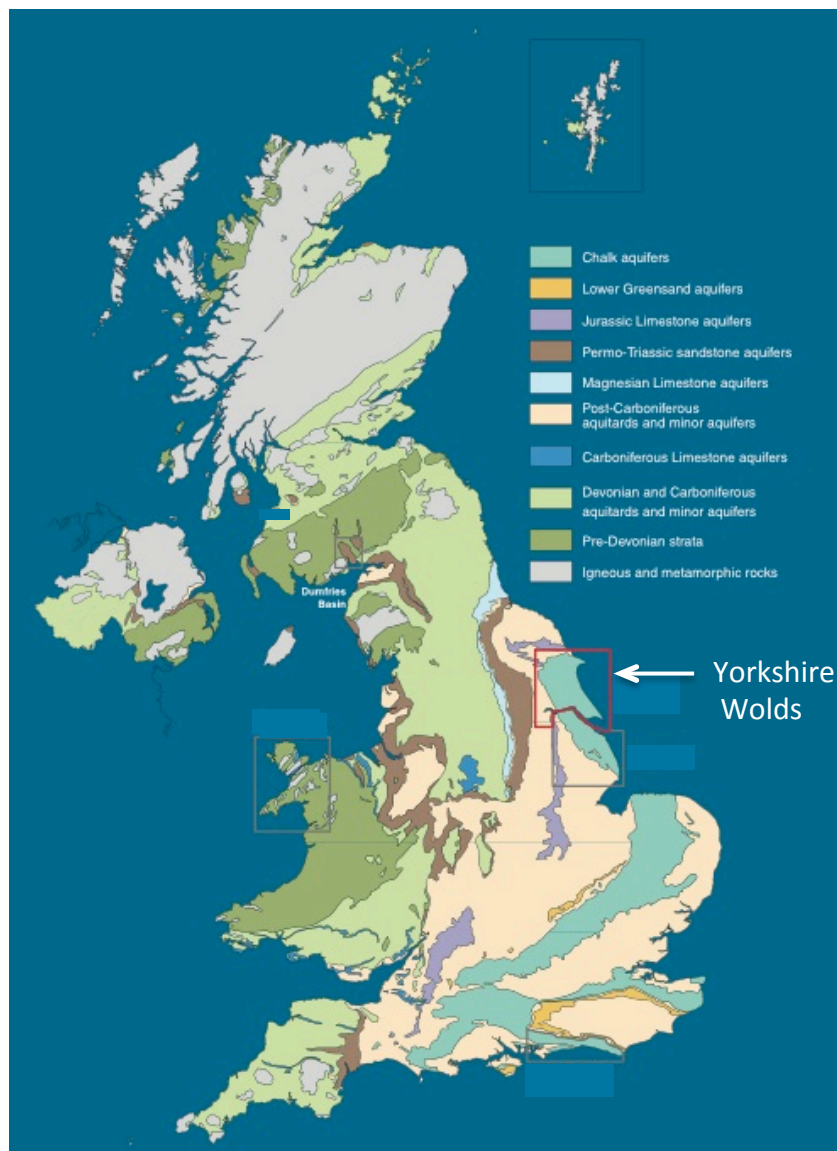 Chalk aquifers
Lower Greensand aquifers
Jurassic Limestone aquifers
Permo-Triassic sandstone aquifers
Magnesian Limestone aquifers
Post-Carboniferous
aquitards and minor aquifers
Carboniferous Limestone aquifers
Devonian and Carboniferous
aquitards and minor aquifers
Pre-Devonian strata
Igneous and metamorphic rocks
Dumfries
Basin
Yorkshire
Wolds